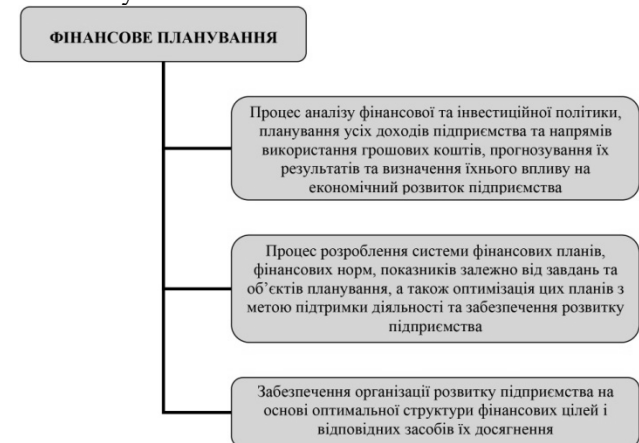 ФІНАНСОВЕ ПЛАНУВАННЯ
Процес аналізу фінансової та інвестиційної політики,
планування усіх доходів підприємства та напрямів
використання грошових коштів, прогнозування їх
результатів та визначення їхнього впливу на
економічний розвиток підприємства
Процес розроблення системи фінансових планів,
фінансових норм, показників залежно від завдань та
об’єктів планування, а також оптимізація цих планів з
метою підтримки діяльності та забезпечення розвитку
підприємства
Забезпечення організації розвитку підприємства на
основі оптимальної структури фінансових цілей і
відповідних засобів їх досягнення